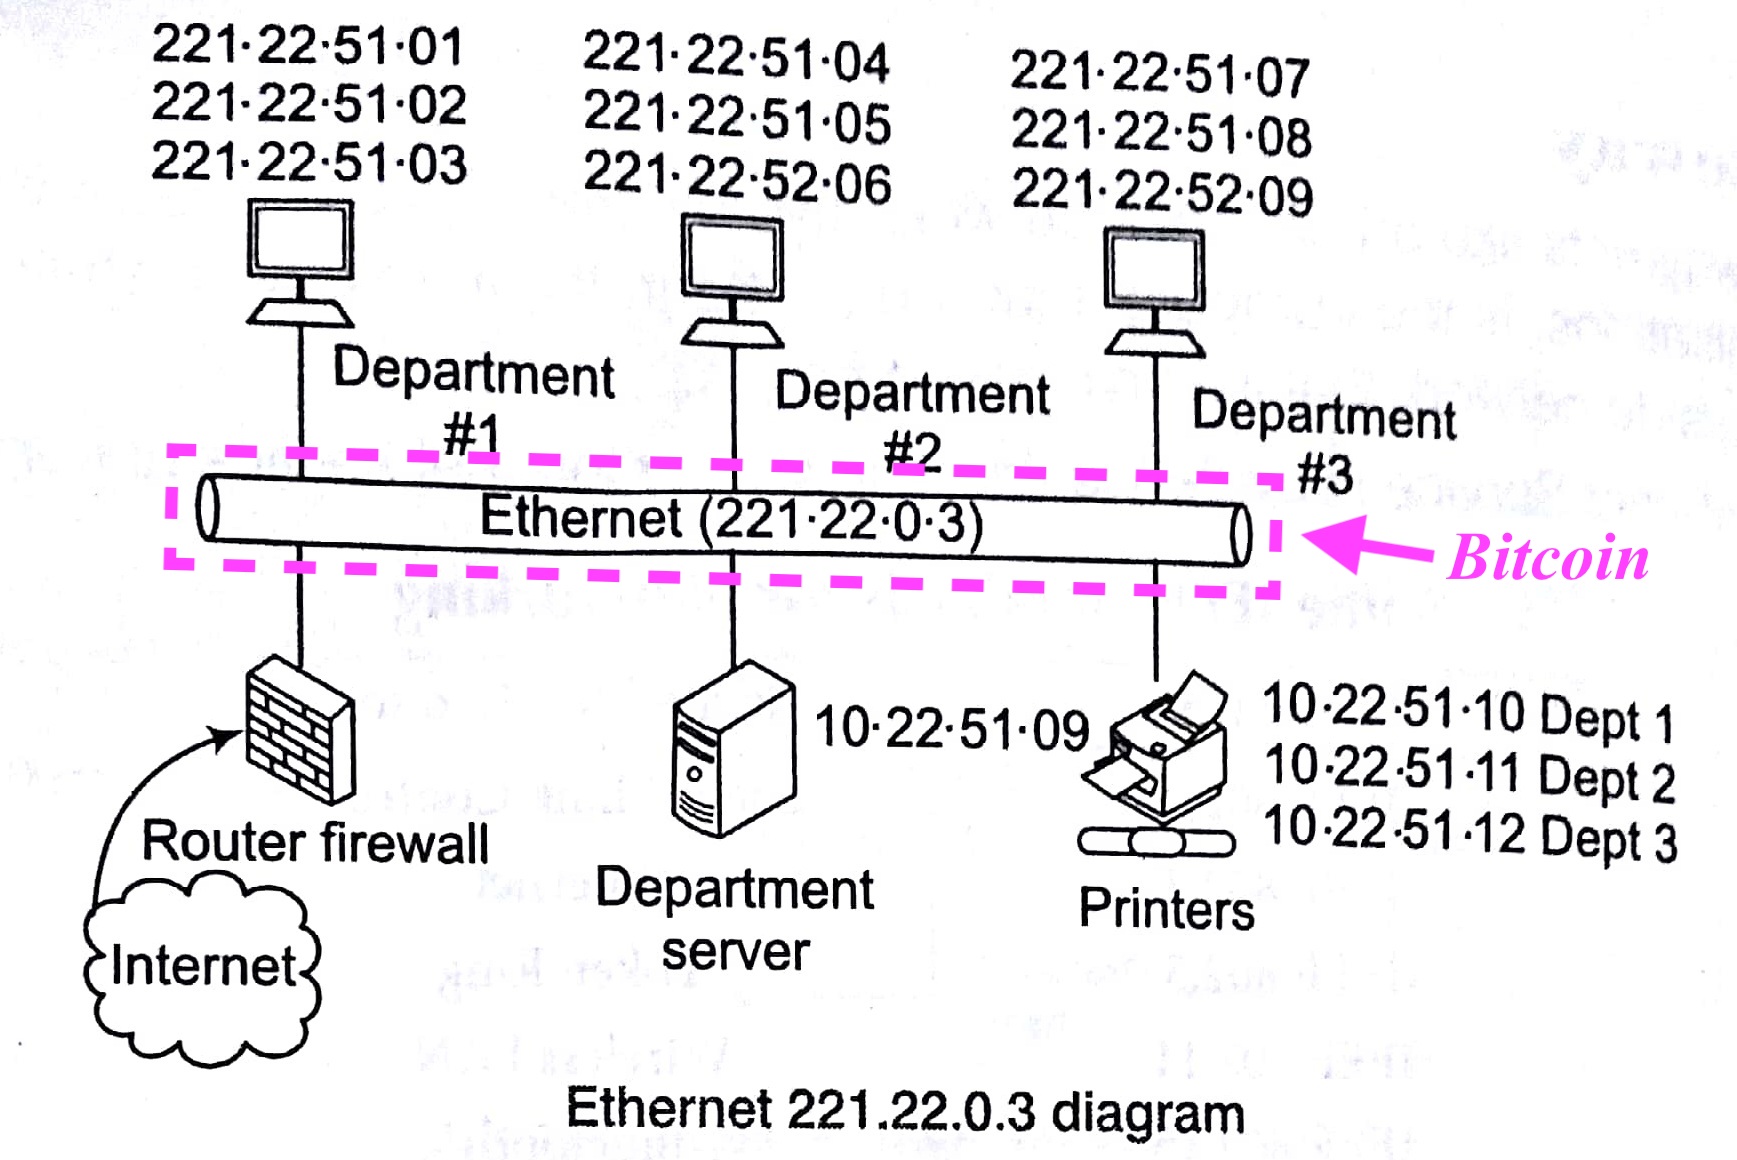 221·22·51·01
221·22·51·02
221·22·51·03
221·22·51·04
221·22·51·05
221·22·52·06
221·22·51·07
221·22·51·08
221·22·52·09
Department
#1
Department
#2
Department
#3
Ethernet (221·22·0·3)
Bitcoin
Router firewall
Internet
Department
server
10·22·51·09
10·22·51·10 Dept 1
10·22·51·11 Dept 2
10·22·51·12 Dept 3
Printers
Ethernet 221.22.0.3 diagram